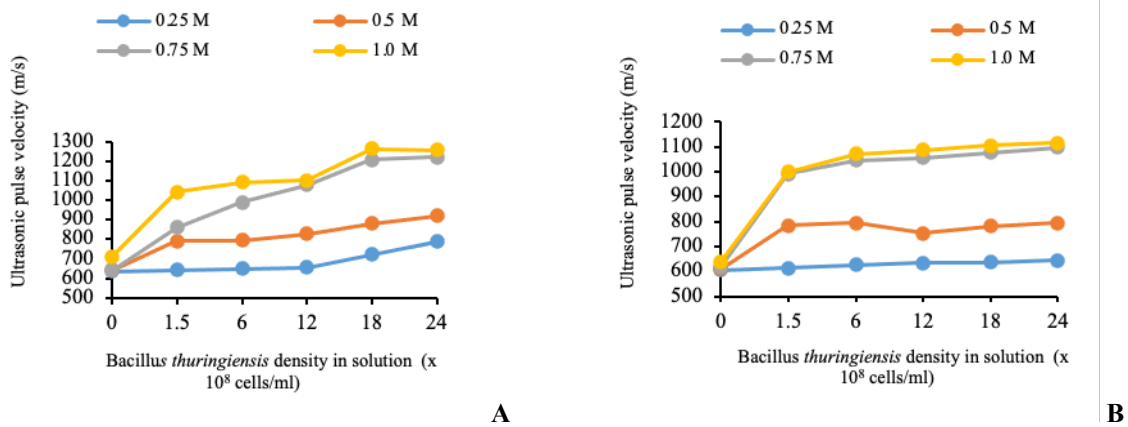 0.25 M 0.5 M
0.75 M 1.0 M
Ultrasonic pulse velocity (m/s)
1300
1200
1100
1000
900
800
700
600
500
0 1.5 6 12 18 24
Bacillus thuringiensis density in solution (x
10⁸ cells/ml)
A
0.25 M 0.5 M
0.75 M 1.0 M
Ultrasonic pulse velocity (m/s)
1200
1100
1000
900
800
700
600
500
0 1.5 6 12 18 24
Bacillus thuringiensis density in solution (x
10⁸ cells/ml)
B